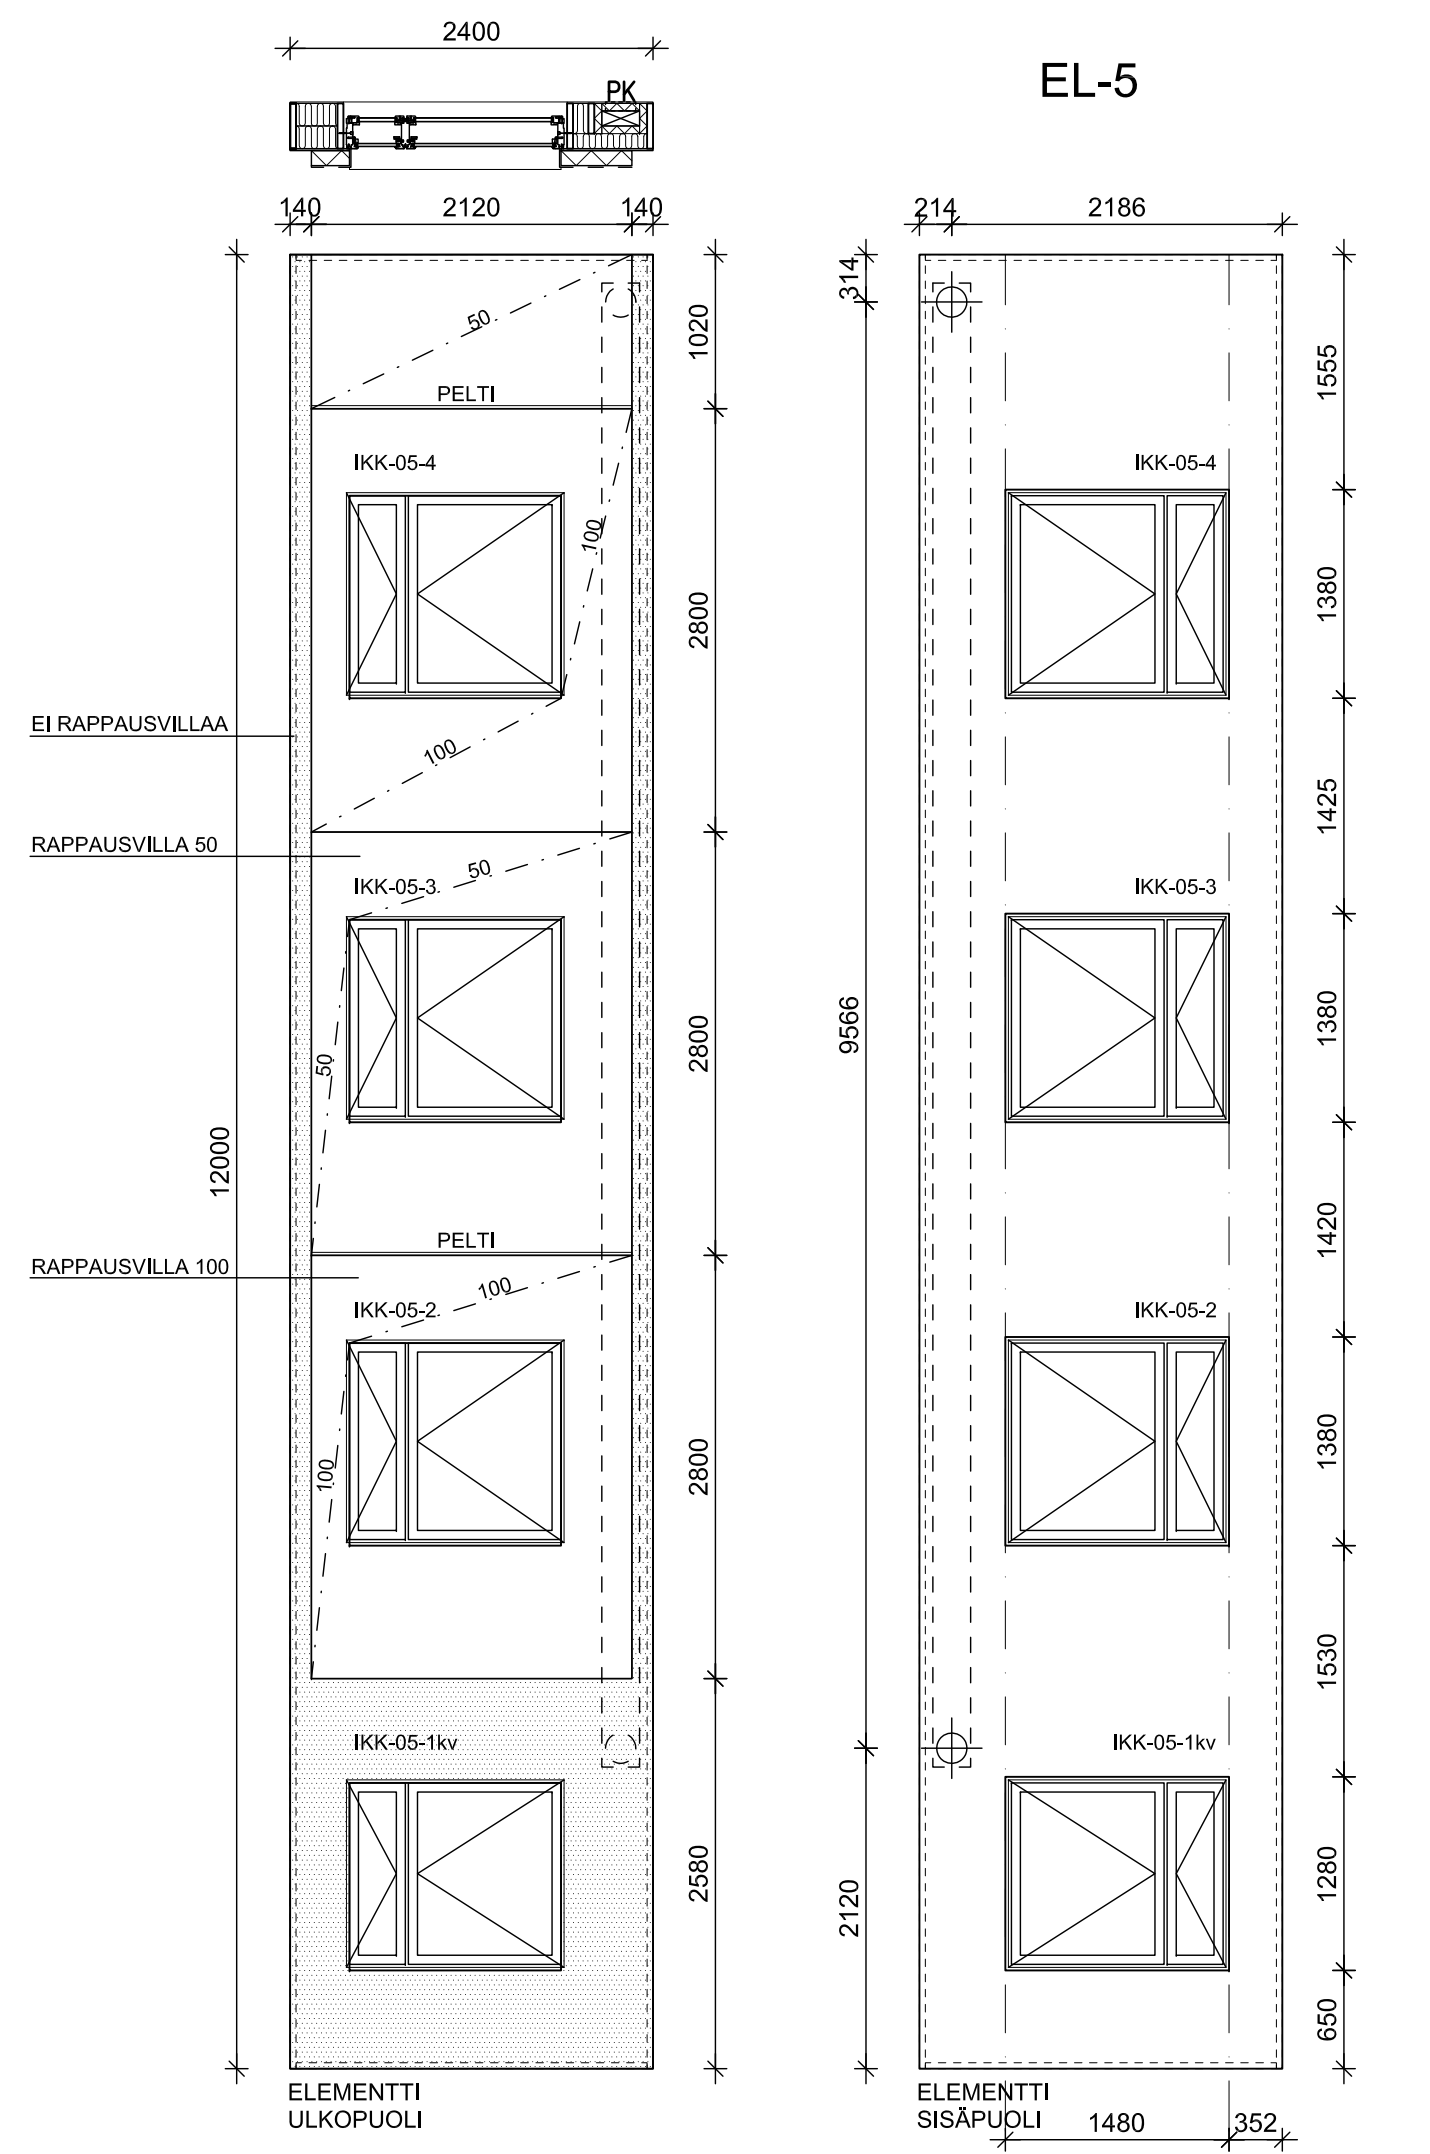 2400
EL-5
PK
140
2120
140
214
2186
50
314
1020
1555
PELTI
IKK-05-4
IKK-05-4
100
1380
2800
EI RAPPAUSVILLAA
100
1425
RAPPAUSVILLA 50
50
IKK-05-3
IKK-05-3
9566
2800
1380
50
12000
1420
PELTI
RAPPAUSVILLA 100
100
IKK-05-2
IKK-05-2
1380
100
2800
1530
IKK-05-1kv
IKK-05-1kv
2580
1280
2120
650
ELEMENTTI
ULKOPUOLI
ELEMENTTI
SISÄPUOLI
1480
352